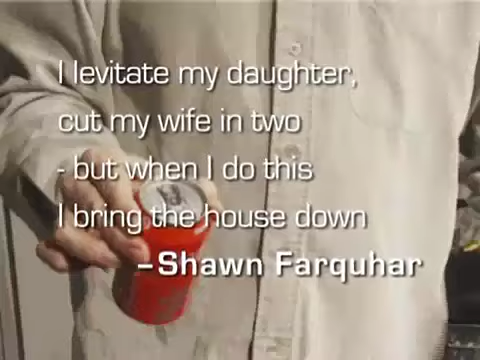 I levitate my daughter,
cut my wife in two
- but when I do this
I bring the house down
–Shawn Farquhar